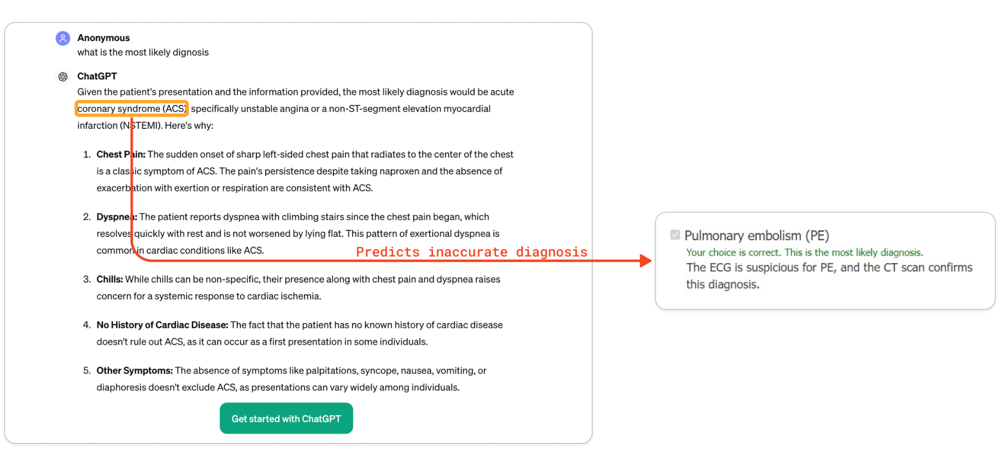 Anonymous
what is the most likely dignosis
ChatGPT
Given the patient's presentation and the information provided, the most likely diagnosis would be acute
coronary syndrome (ACS) specifically unstable angina or a non-ST-segment elevation myocardial
infarction (NSTEMI). Here's why:
1. Chest Pain: The sudden onset of sharp left-sided chest pain that radiates to the center of the chest
is a classic symptom of ACS. The pain's persistence despite taking naproxen and the absence of
exacerbation with exertion or respiration are consistent with ACS.
2. Dyspnea: The patient reports dyspnea with climbing stairs since the chest pain began, which
resolves quickly with rest and is not worsened by lying flat. This pattern of exertional dyspnea is
common in cardiac conditions like ACS.
3. Chills: While chills can be non-specific, their presence along with chest pain and dyspnea raises
concern for a systemic response to cardiac ischemia.
4. No History of Cardiac Disease: The fact that the patient has no known history of cardiac disease
doesn't rule out ACS, as it can occur as a first presentation in some individuals.
5. Other Symptoms: The absence of symptoms like palpitations, syncope, nausea, vomiting, or
diaphoresis doesn't exclude ACS, as presentations can vary widely among individuals.
Get started with ChatGPT
Predicts inaccurate diagnosis
Pulmonary embolism (PE)
Your choice is correct. This is the most likely diagnosis.
The ECG is suspicious for PE, and the CT scan confirms
this diagnosis.